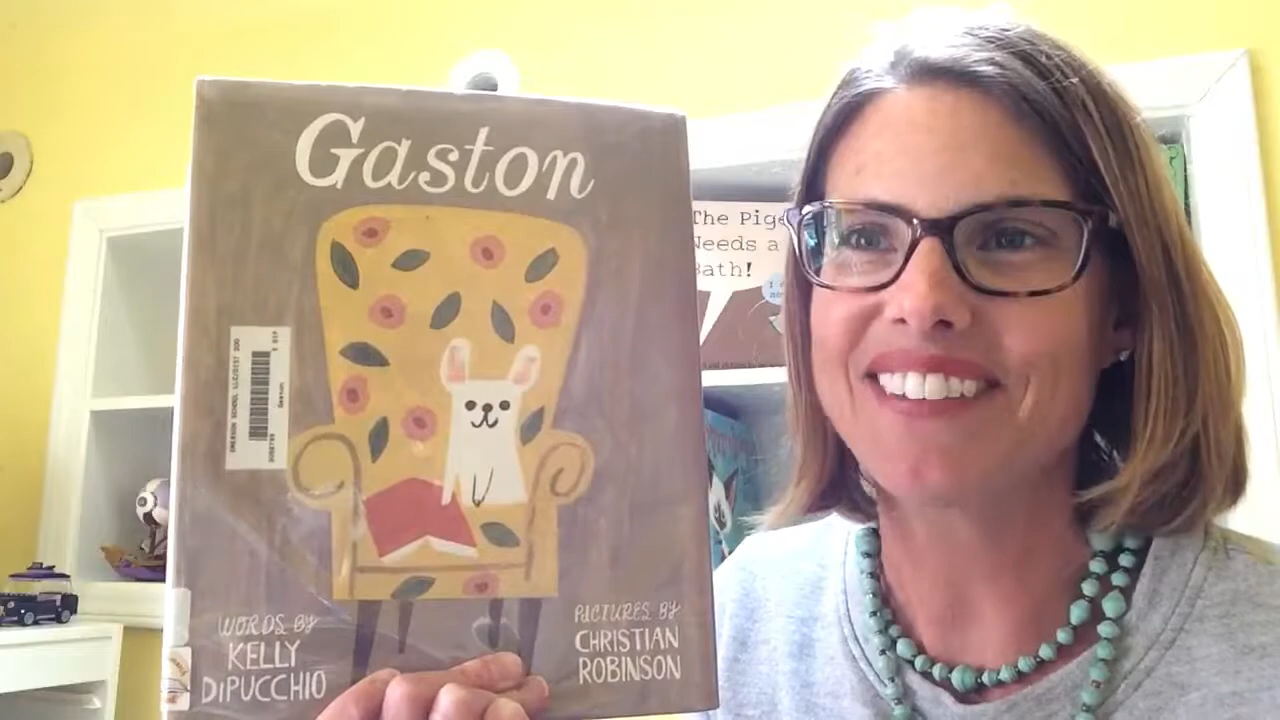 Gaston
WORDS BY
KELLY
DiPUCCHIO
PICTURES BY
CHRISTIAN
ROBINSON
The Pige
Needs a
Bath!